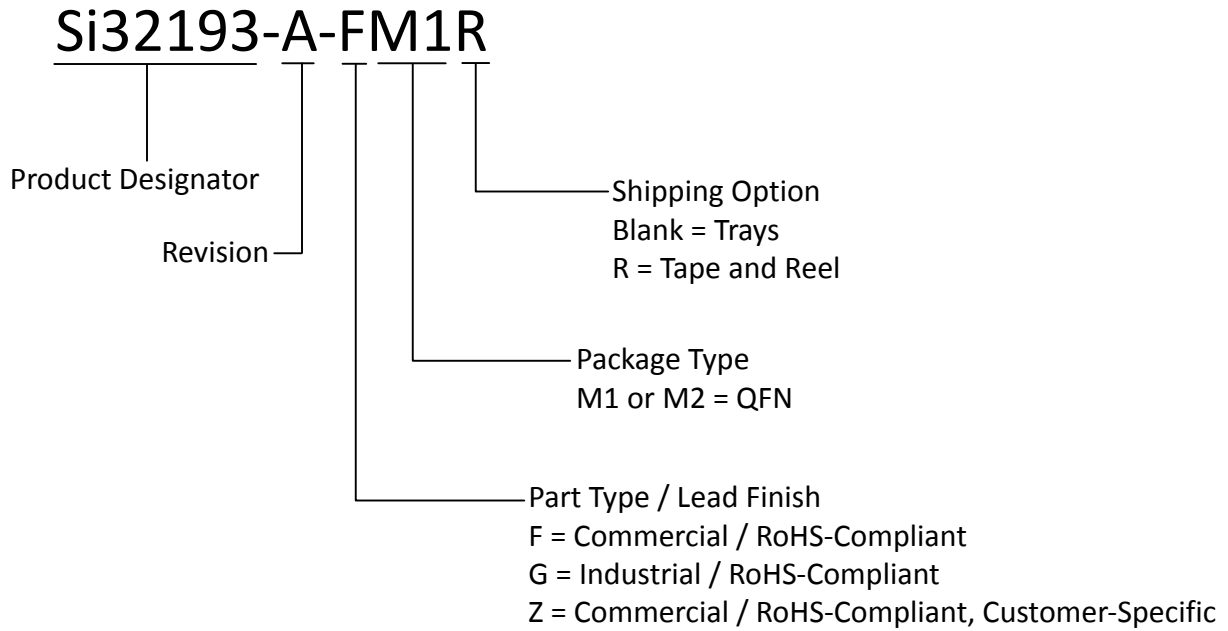 Si32193-A-FM1R
Product Designator
Revision
Shipping Option
Blank = Trays
R = Tape and Reel
Package Type
M1 or M2 = QFN
Part Type / Lead Finish
F = Commercial / RoHS-Compliant
G = Industrial / RoHS-Compliant
Z = Commercial / RoHS-Compliant, Customer-Specific